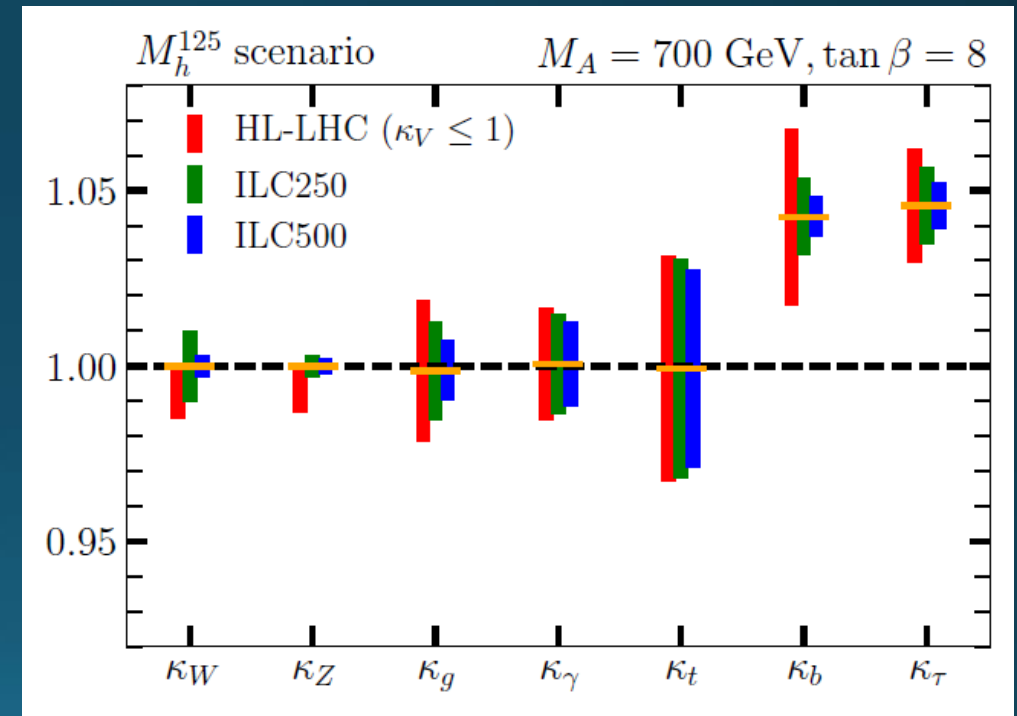 M_h^125 scenario
M_A = 700 GeV, tan β = 8
HL-LHC (κ_V ≤ 1)
ILC250
ILC500
1.05
1.00
0.95
κ_W κ_Z κ_g κ_γ κ_t κ_b κ_τ